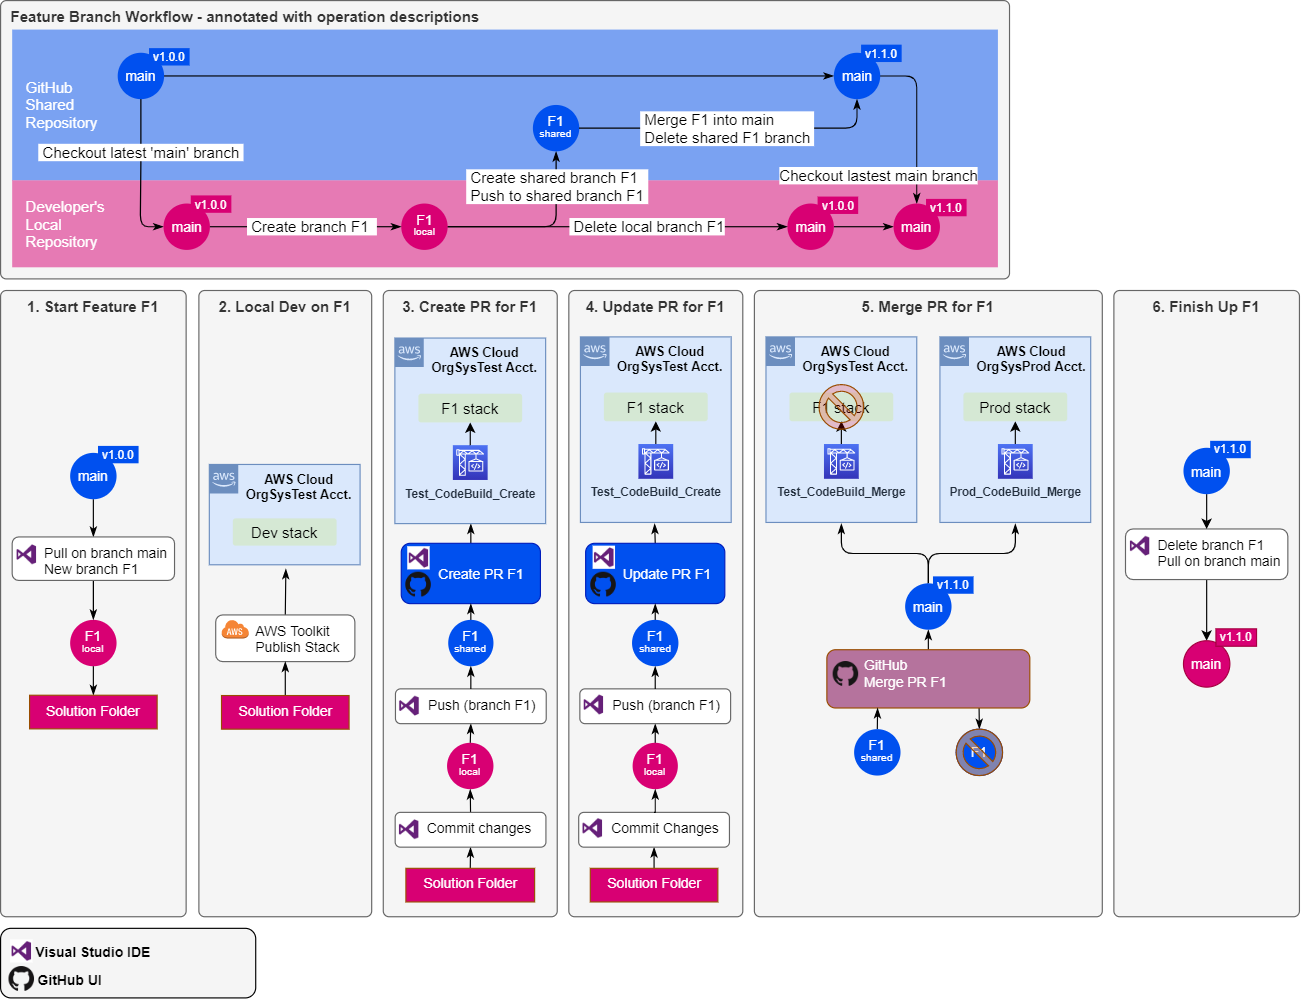 Feature Branch Workflow - annotated with operation descriptions
v1.0.0
main
v1.1.0
main
GitHub
Shared
Repository
F1
shared
Merge F1 into main
Delete shared F1 branch
Checkout latest 'main' branch
Create shared branch F1
Push to shared branch F1
Checkout lastest main branch
Developer's
Local
Repository
v1.0.0
main
Create branch F1
F1
local
Delete local branch F1
v1.0.0
main
v1.1.0
main
1. Start Feature F1
v1.0.0
main
Pull on branch main
New branch F1
F1
local
Solution Folder
2. Local Dev on F1
aws
AWS Cloud
OrgSysTest Acct.
Dev stack
AWS
AWS Toolkit
Publish Stack
Solution Folder
3. Create PR for F1
aws
AWS Cloud
OrgSysTest Acct.
F1 stack
Test_CodeBuild_Create
Create PR F1
F1
shared
Push (branch F1)
F1
local
Commit changes
Solution Folder
4. Update PR for F1
aws
AWS Cloud
OrgSysTest Acct.
F1 stack
Test_CodeBuild_Create
Update PR F1
F1
shared
Push (branch F1)
F1
local
Commit Changes
Solution Folder
5. Merge PR for F1
aws
AWS Cloud
OrgSysTest Acct.
F1 stack
Test_CodeBuild_Merge
aws
AWS Cloud
OrgSysProd Acct.
Prod stack
Prod_CodeBuild_Merge
v1.1.0
main
GitHub
Merge PR F1
F1
shared
F1
6. Finish Up F1
v1.1.0
main
Delete branch F1
Pull on branch main
v1.1.0
main
Visual Studio IDE
GitHub UI